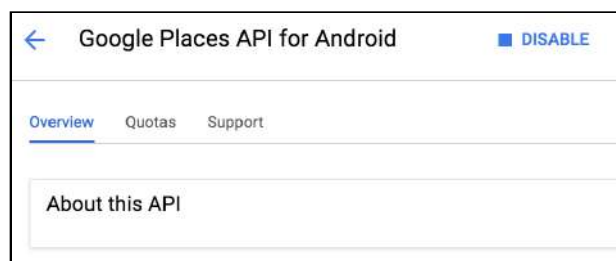 Google Places API for Android DISABLE
Overview Quotas Support
About this API